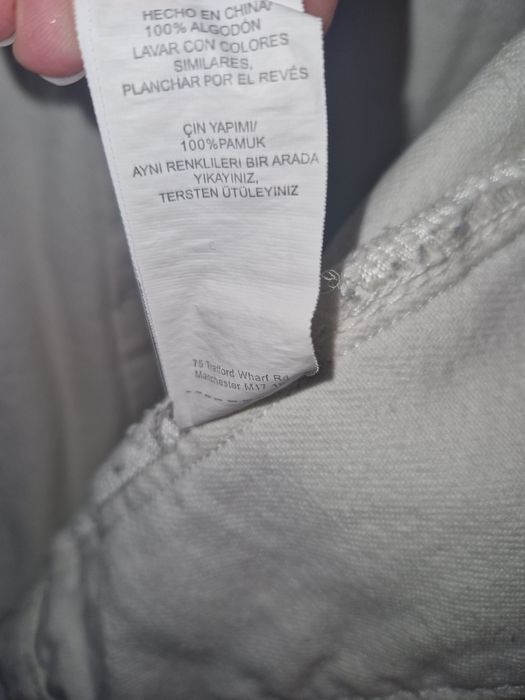 HECHO EN CHINA/
100% ALGODÓN
LAVAR CON COLORES
SIMILARES,
PLANCHAR POR EL REVÉS
ÇIN YAPIMI/
100%PAMUK
AYNI RENKLILERI BIR ARADA
YIKAYINIZ,
TERSTEN ÜTÜLEYINIZ
75 Trafford Wharf Rd
Manchester M17